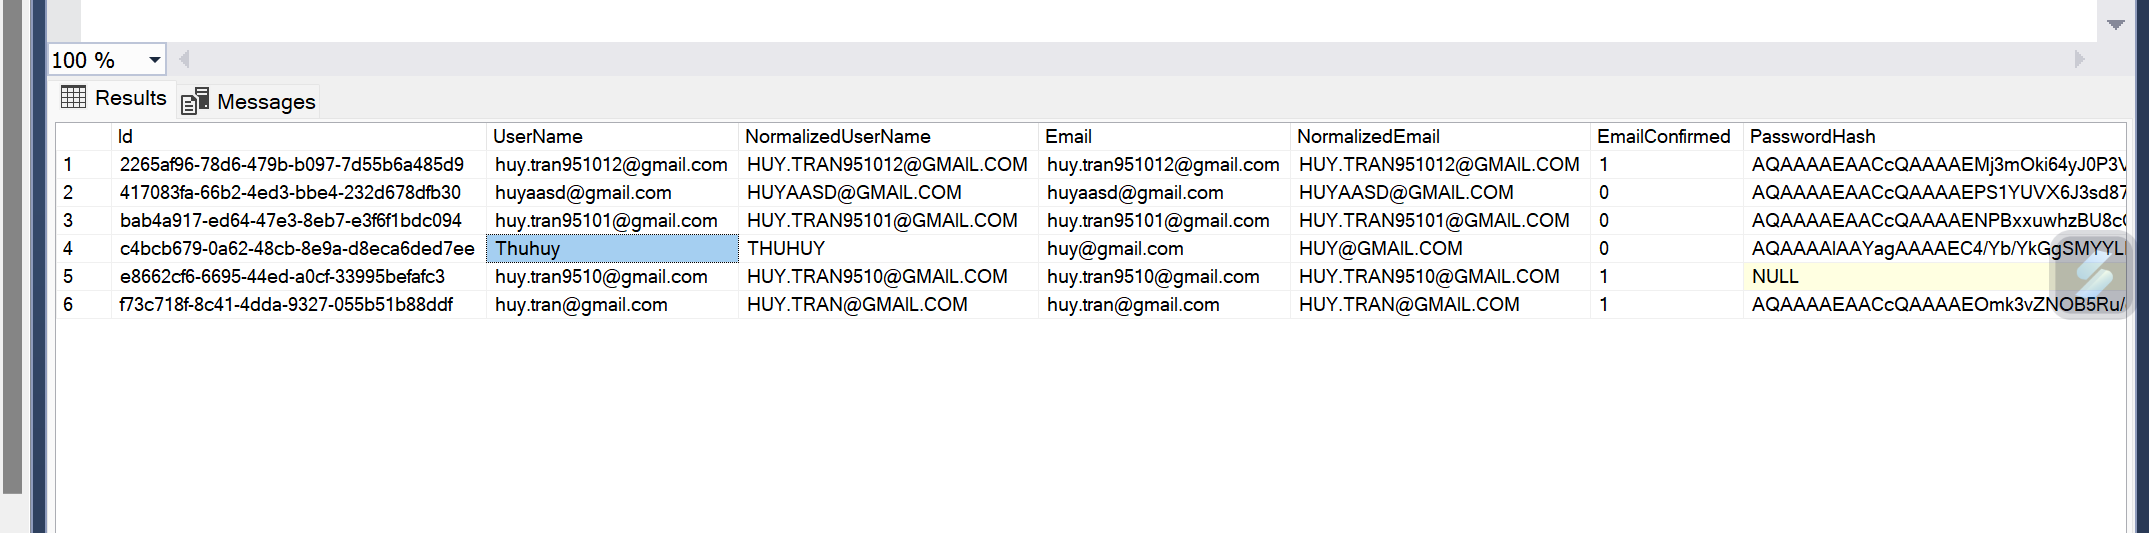 100 %
Results Messages
Id UserName NormalizedUserName Email NormalizedEmail EmailConfirmed PasswordHash
1 2265af96-78d6-479b-b097-7d55b6a485d9 huy.tran951012@gmail.com HUY.TRAN951012@GMAIL.COM huy.tran951012@gmail.com HUY.TRAN951012@GMAIL.COM 1 AQAAAAEAACcQAAAAEMj3mOki64yJ0P3V
2 417083fa-66b2-4ed3-bbe4-232d678dfb30 huyaasd@gmail.com HUYAASD@GMAIL.COM huyaasd@gmail.com HUYAASD@GMAIL.COM 0 AQAAAAEAACcQAAAAEPS1YUVX6J3sd87
3 bab4a917-ed64-47e3-8eb7-e3f6f1bdc094 huy.tran95101@gmail.com HUY.TRAN95101@GMAIL.COM huy.tran95101@gmail.com HUY.TRAN95101@GMAIL.COM 0 AQAAAAEAACcQAAAAENPBxxuwhzBU8c
4 c4bcb679-0a62-48cb-8e9a-d8eca6ded7ee Thuhuy THUHUY huy@gmail.com HUY@GMAIL.COM 0 AQAAAAIAAYagAAAAEC4/Yb/YkGgSMYYL
5 e8662cf6-6695-44ed-a0cf-33995befafc3 huy.tran9510@gmail.com HUY.TRAN9510@GMAIL.COM huy.tran9510@gmail.com HUY.TRAN9510@GMAIL.COM 1 NULL
6 f73c718f-8c41-4dda-9327-055b51b88ddf huy.tran@gmail.com HUY.TRAN@GMAIL.COM huy.tran@gmail.com HUY.TRAN@GMAIL.COM 1 AQAAAAEAACcQAAAAEOmk3vZNOB5Ru/